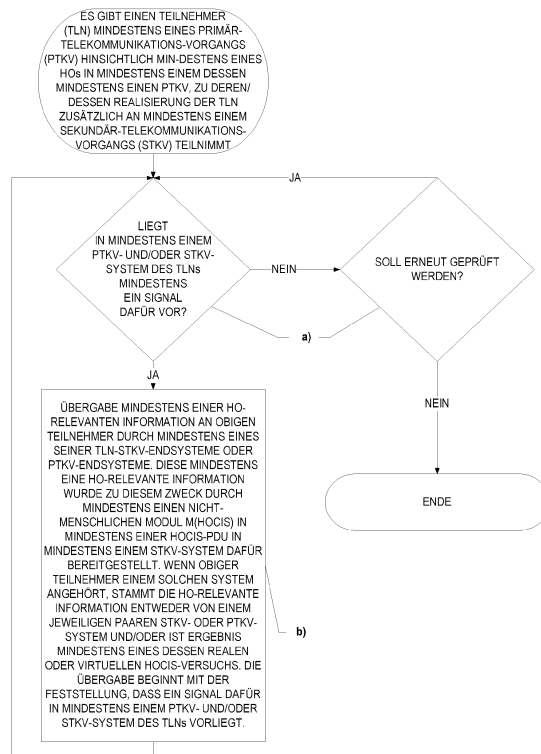 ES GIBT EINEN TEILNEHMER
(TLN) MINDESTENS EINES PRIMÄR-
TELEKOMMUNIKATIONS-VORGANGS
(PTKV) HINSICHTLICH MIN-DESTENS EINES
HOs IN MINDESTENS EINEM DESSEN
MINDESTENS EINEN PTKV, ZU DEREN/
DESSEN REALISIERUNG DER TLN
ZUSÄTZLICH AN MINDESTENS EINEM
SEKUNDÄR-TELEKOMMUNIKATIONS-
VORGANGS (STKV) TEILNIMMT
JA
LIEGT
IN MINDESTENS EINEM
PTKV- UND/ODER STKV-
SYSTEM DES TLNs
MINDESTENS
EIN SIGNAL
DAFÜR VOR?
NEIN
SOLL ERNEUT GEPRÜFT
WERDEN?
a)
JA
NEIN
ÜBERGABE MINDESTENS EINER HO-
RELEVANTEN INFORMATION AN OBIGEN
TEILNEHMER DURCH MINDESTENS EINES
SEINER TLN-STKV-ENDSYSTEME ODER
PTKV-ENDSYSTEME. DIESE MINDESTENS
EINE HO-RELEVANTE INFORMATION
WURDE ZU DIESEM ZWECK DURCH
MINDESTENS EINEN NICHT-
MENSCHLICHEN MODUL M(HOCIS) IN
MINDESTENS EINER HOCIS-PDU IN
MINDESTENS EINEM STKV-SYSTEM DAFÜR
BEREITGESTELLT. WENN OBIGER
TEILNEHMER EINEM SOLCHEN SYSTEM
ANGEHÖRT, STAMMT DIE HO-RELEVANTE
INFORMATION ENTWEDER VON EINEM
JEWEILIGEN PAAREN STKV- ODER PTKV-
SYSTEM UND/ODER IST ERGEBNIS
MINDESTENS EINES DESSEN REALEN
ODER VIRTUELLEN HOCIS-VERSUCHS. DIE
ÜBERGABE BEGINNT MIT DER
FESTSTELLUNG, DASS EIN SIGNAL DAFÜR
IN MINDESTENS EINEM PTKV- UND/ODER
STKV-SYSTEM DES TLNs VORLIEGT.
ENDE
b)